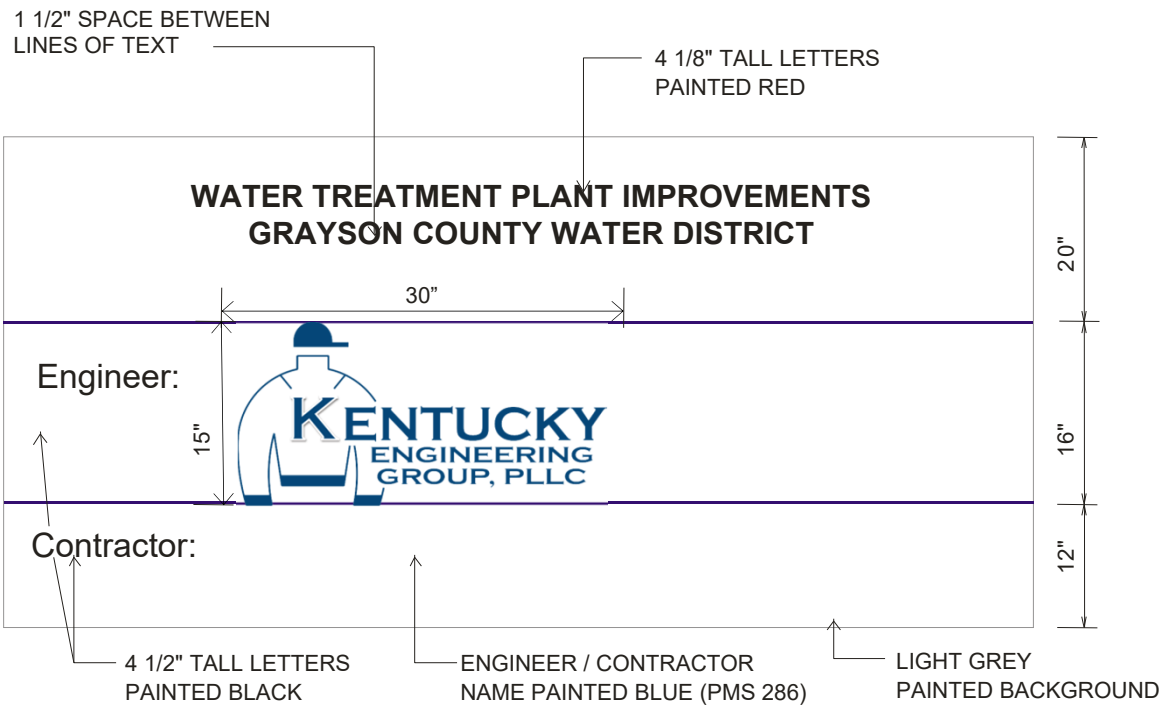 1 1/2" SPACE BETWEEN
LINES OF TEXT
4 1/8" TALL LETTERS
PAINTED RED
WATER TREATMENT PLANT IMPROVEMENTS
GRAYSON COUNTY WATER DISTRICT
20"
30”
Engineer:
15"
KENTUCKY
ENGINEERING
GROUP, PLLC
16"
Contractor:
12"
4 1/2" TALL LETTERS
PAINTED BLACK
ENGINEER / CONTRACTOR
NAME PAINTED BLUE (PMS 286)
LIGHT GREY
PAINTED BACKGROUND